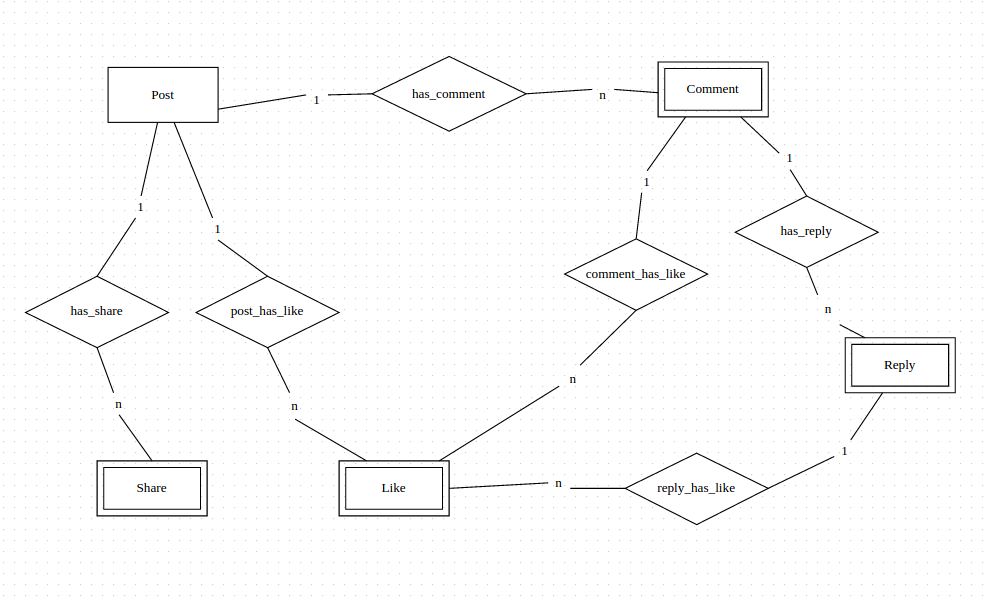 Post
1
has_comment
n
Comment
1
1
1
1
has_reply
comment_has_like
has_share
post_has_like
n
Reply
n
n
n
1
Share
Like
n
reply_has_like